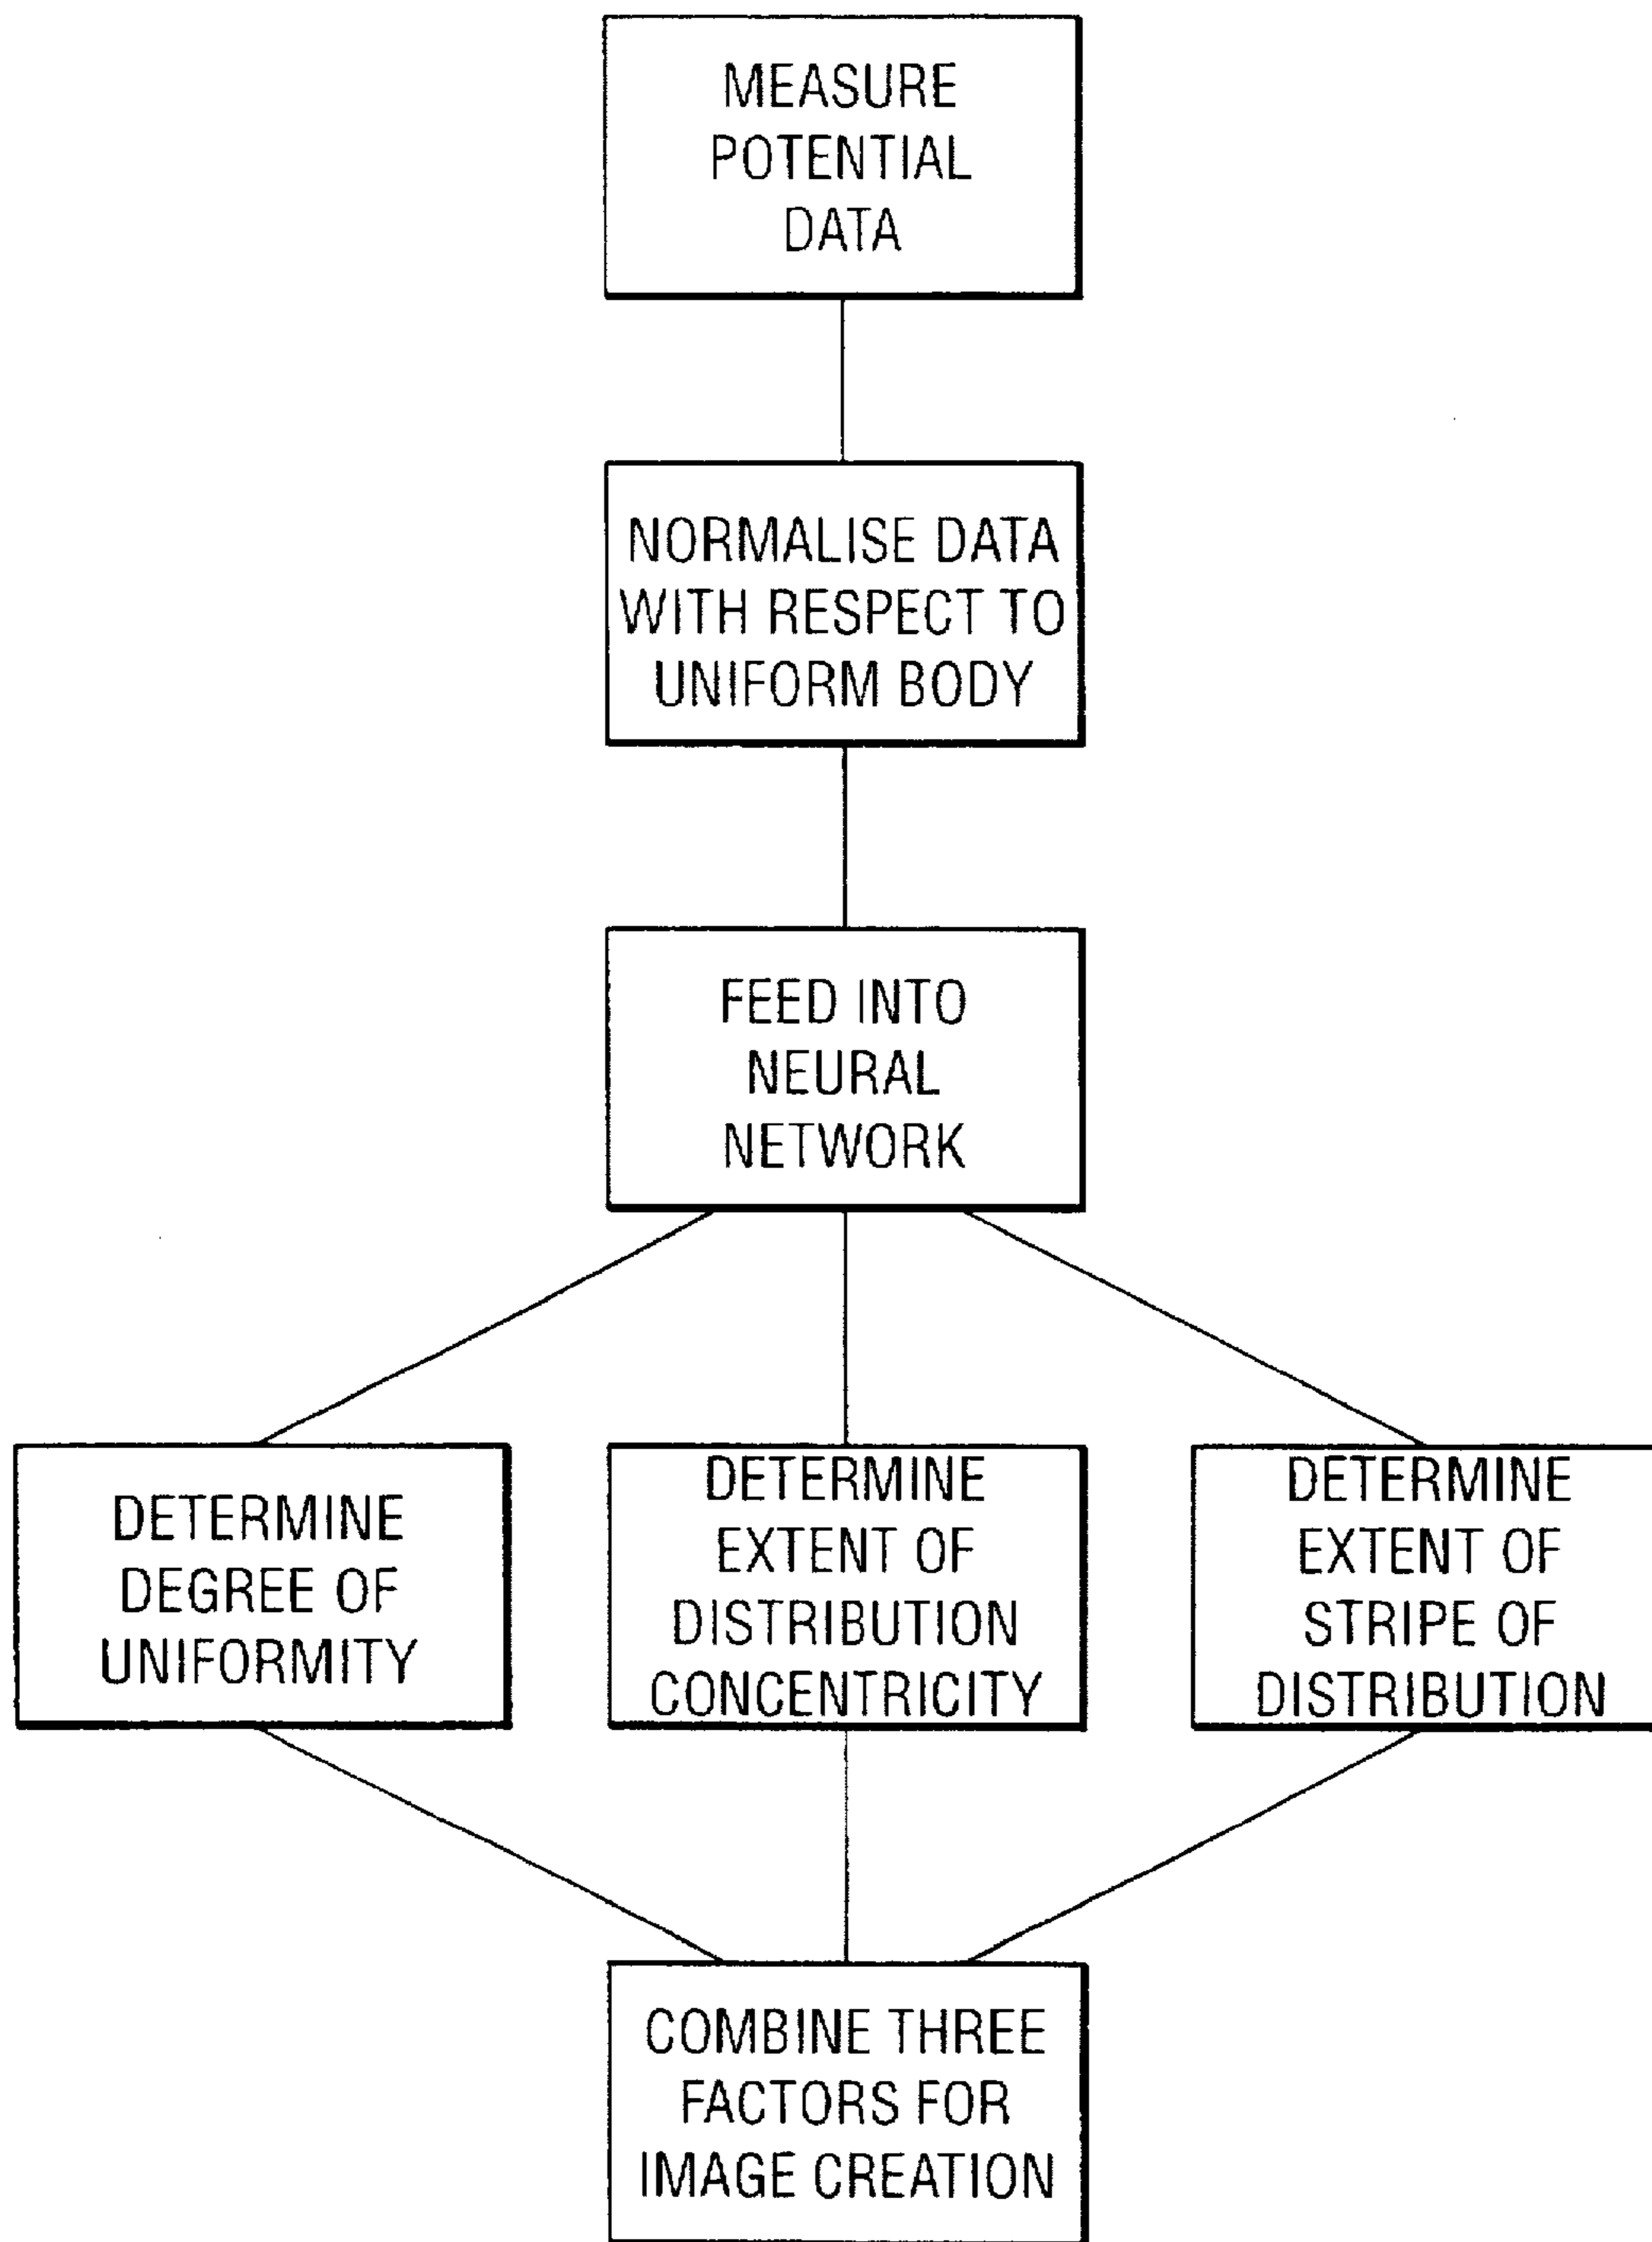 MEASURE
POTENTIAL
DATA
NORMALISE DATA
WITH RESPECT TO
UNIFORM BODY
FEED INTO
NEURAL
NETWORK
DETERMINE
DEGREE OF
UNIFORMITY
DETERMINE
EXTENT OF
DISTRIBUTION
CONCENTRICITY
DETERMINE
EXTENT OF
STRIPE OF
DISTRIBUTION
COMBINE THREE
FACTORS FOR
IMAGE CREATION